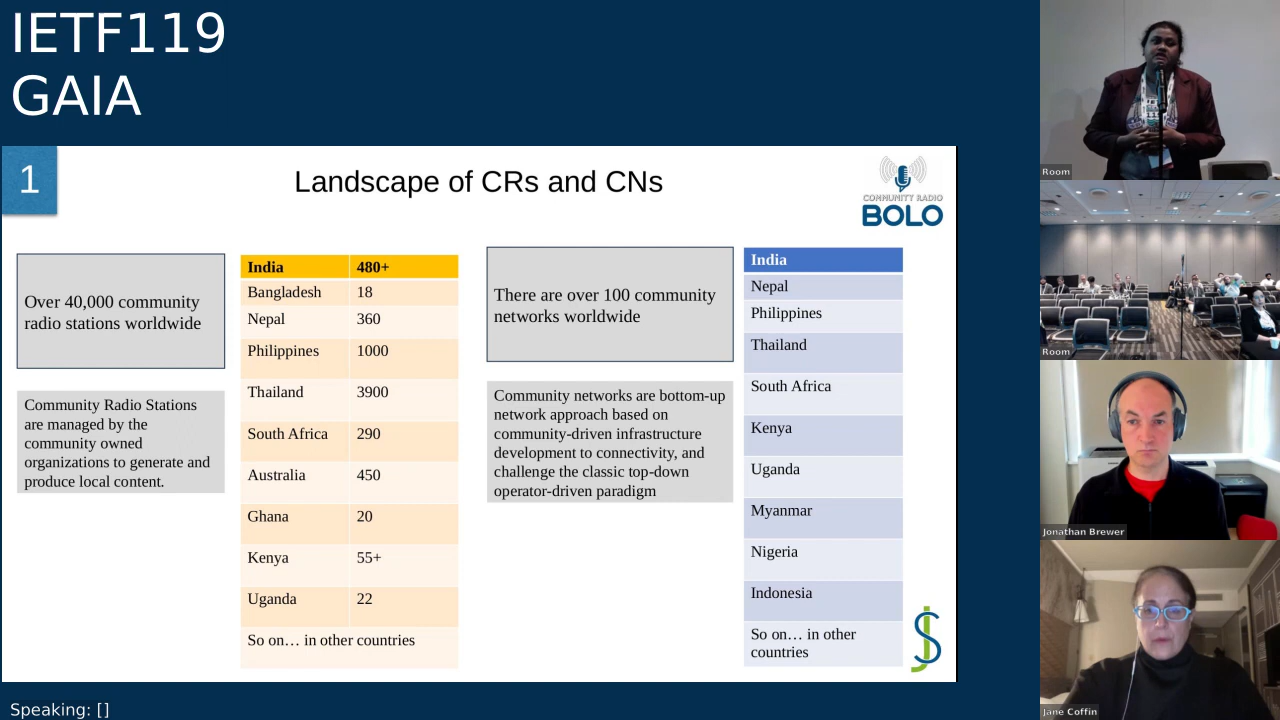 IETF119
GAIA
1
Landscape of CRs and CNs
COMMUNITY RADIO
BOLO
Over 40,000 community
radio stations worldwide
Community Radio Stations
are managed by the
community owned
organizations to generate and
produce local content.
India 480+
Bangladesh 18
Nepal 360
Philippines 1000
Thailand 3900
South Africa 290
Australia 450
Ghana 20
Kenya 55+
Uganda 22
So on… in other countries
There are over 100 community
networks worldwide
Community networks are bottom-up
network approach based on
community-driven infrastructure
development to connectivity, and
challenge the classic top-down
operator-driven paradigm
India
Nepal
Philippines
Thailand
South Africa
Kenya
Uganda
Myanmar
Nigeria
Indonesia
So on… in other
countries
Speaking: []
Room
Room
Jonathan Brewer
Jane Coffin